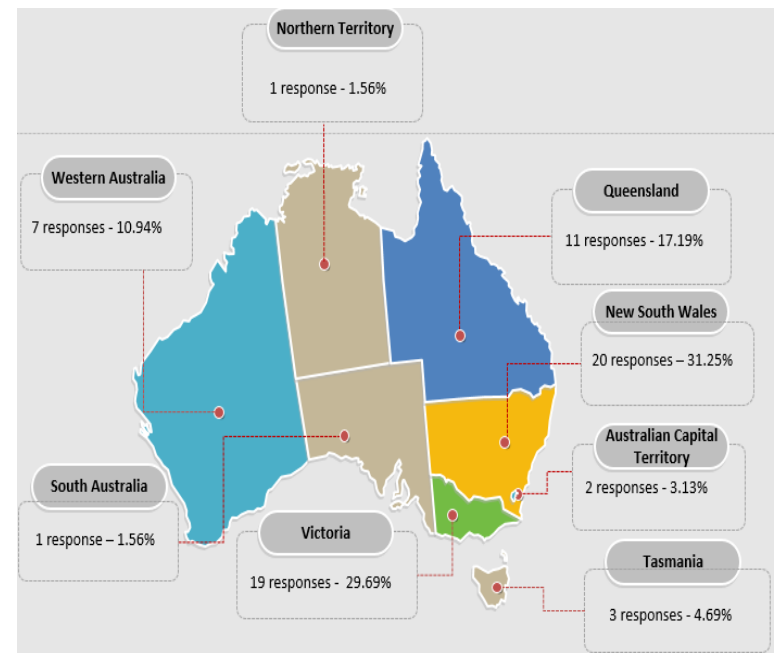 Northern Territory
1 response - 1.56%
Western Australia
7 responses - 10.94%
Queensland
11 responses - 17.19%
New South Wales
20 responses – 31.25%
Australian Capital
Territory
2 responses - 3.13%
South Australia
1 response – 1.56%
Victoria
19 responses - 29.69%
Tasmania
3 responses - 4.69%